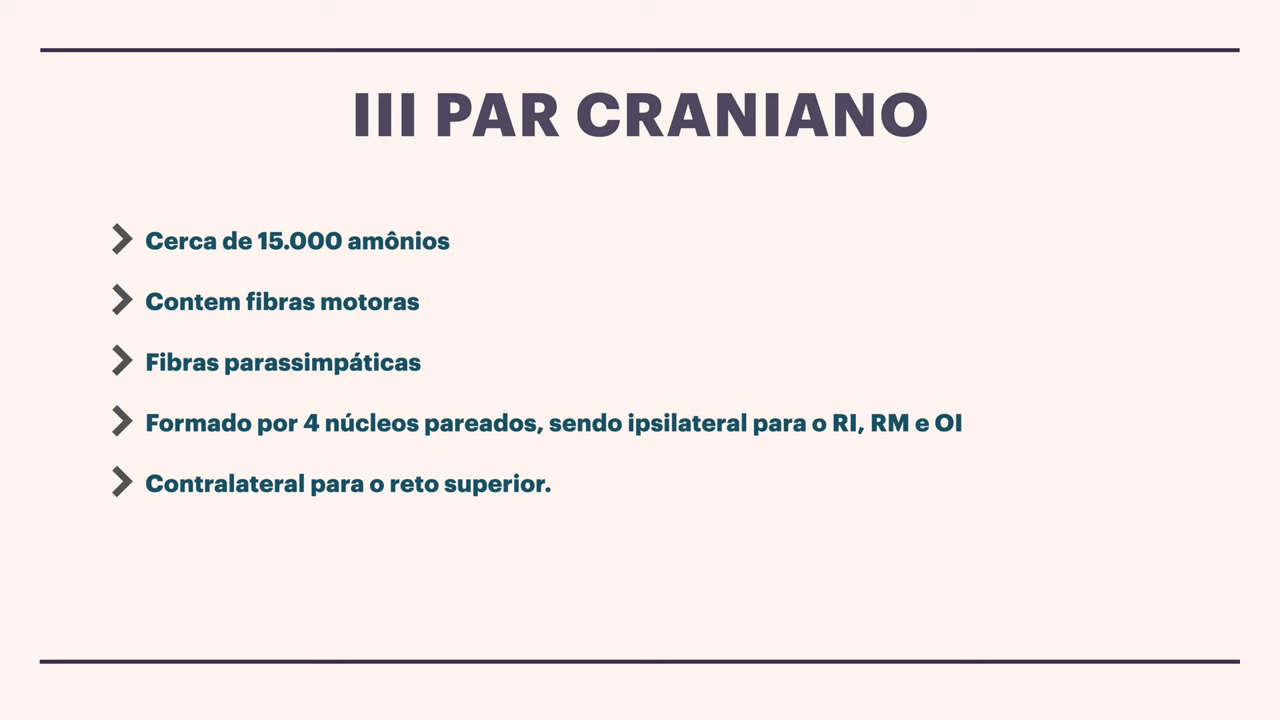 III PAR CRANIANO
Cerca de 15.000 amônios
Contem fibras motoras
Fibras parassimpáticas
Formado por 4 núcleos pareados, sendo ipsilateral para o RI, RM e OI
Contralateral para o reto superior.